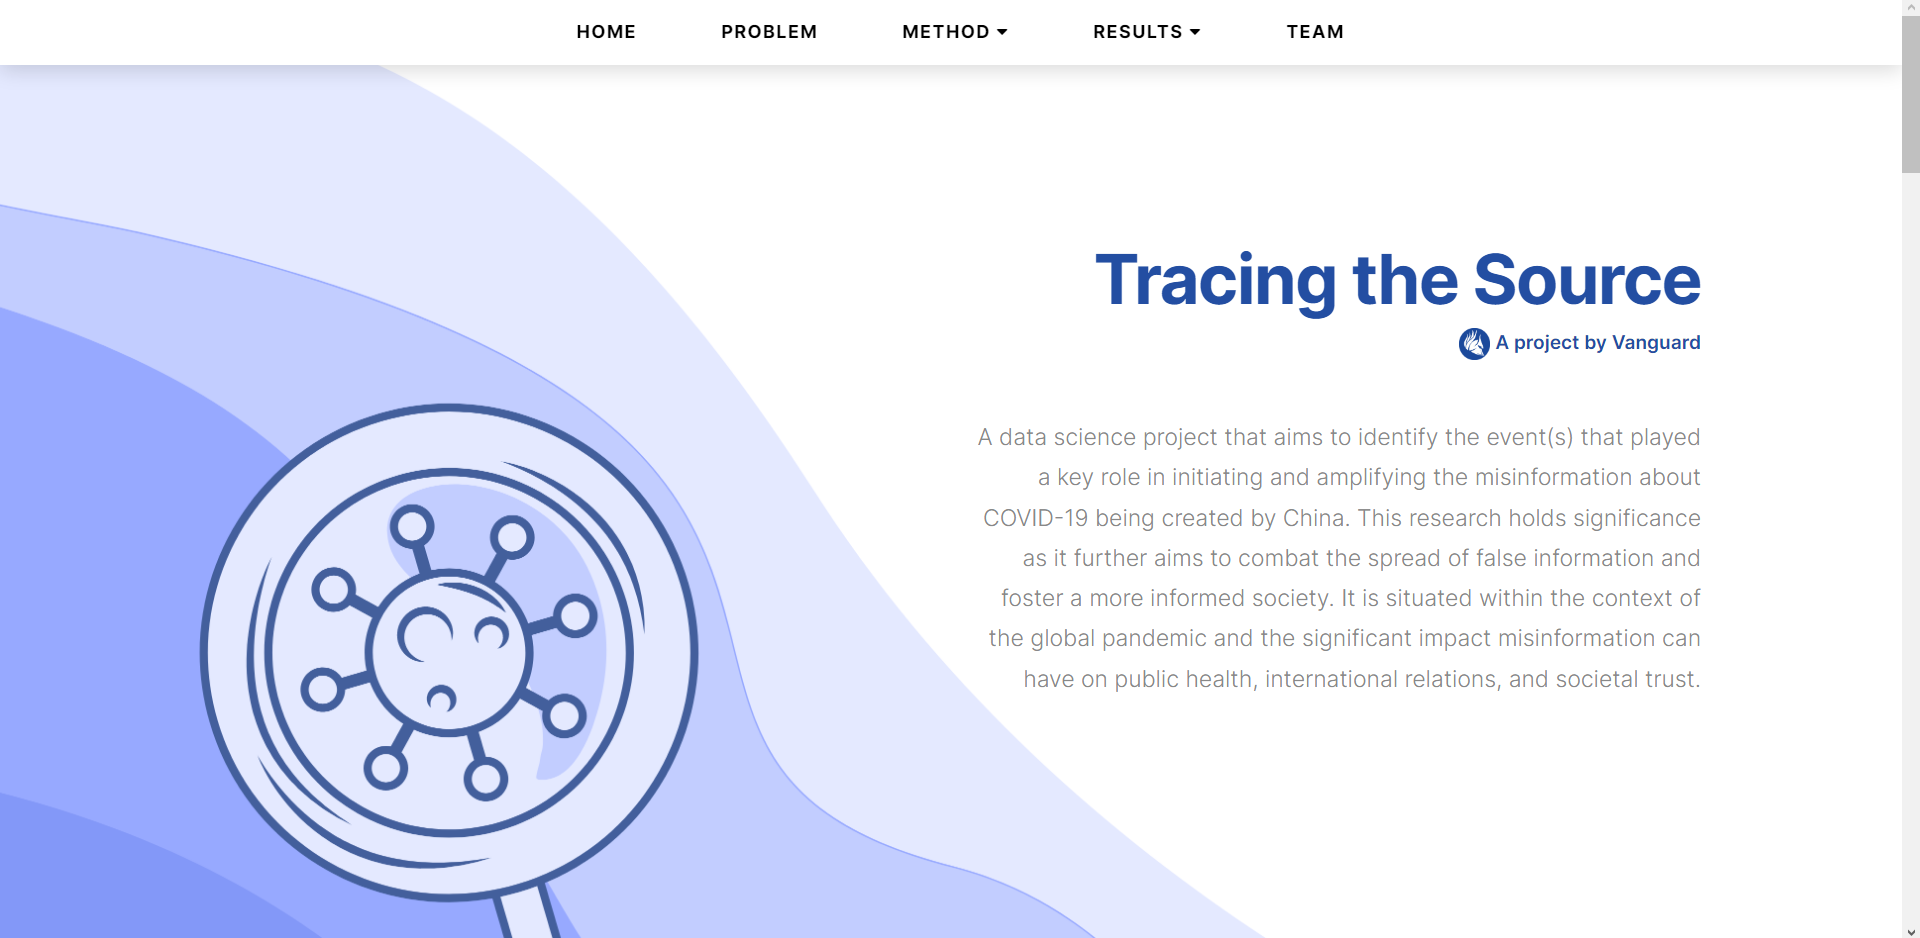 HOME PROBLEM METHOD RESULTS TEAM
Tracing the Source
A project by Vanguard
A data science project that aims to identify the event(s) that played
a key role in initiating and amplifying the misinformation about
COVID-19 being created by China. This research holds significance
as it further aims to combat the spread of false information and
foster a more informed society. It is situated within the context of
the global pandemic and the significant impact misinformation can
have on public health, international relations, and societal trust.